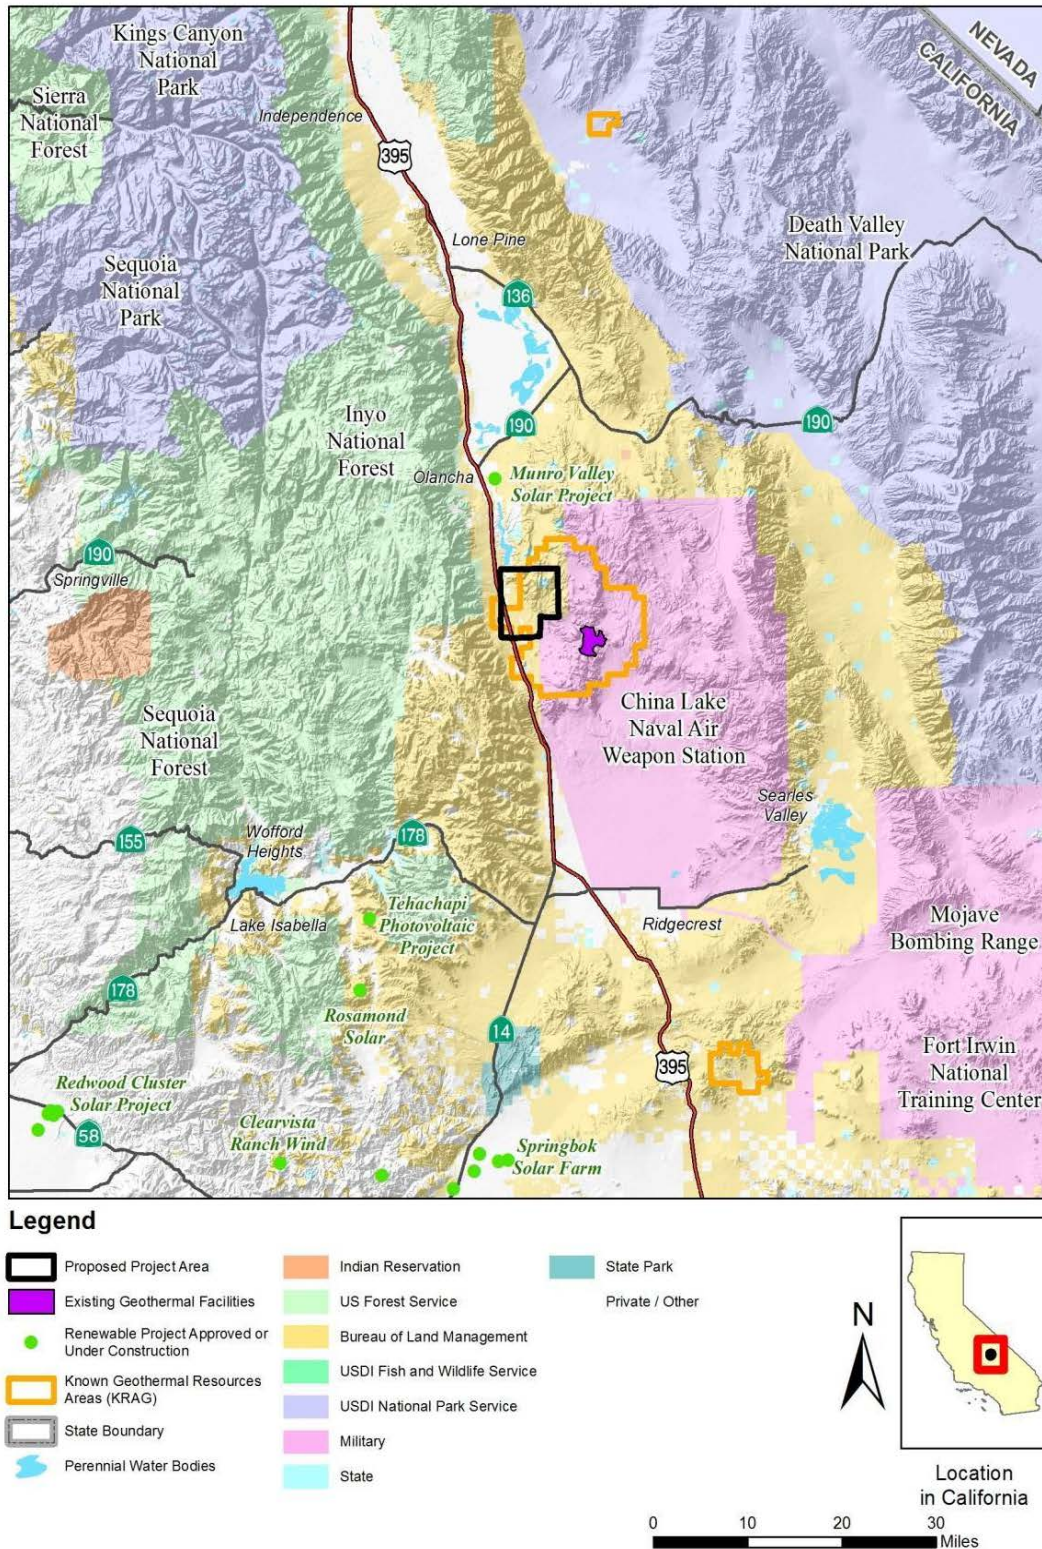 Kings Canyon
National
Park
NEVADA
CALIFORNIA
Sierra
National
Forest
Independence
395
Death Valley
National Park
Lone Pine
Sequoia
National
Park
136
190
190
Inyo
National
Forest
Olancha
Munro Valley
Solar Project
190
Springville
China Lake
Naval Air
Weapon Station
Sequoia
National
Forest
Searles
Valley
155
Wofford
Heights
178
Tehachapi
Photovoltaic
Project
Lake Isabella
Ridgecrest
Mojave
Bombing Range
178
Rosamond
Solar
14
395
Fort Irwin
National
Training Center
Redwood Cluster
Solar Project
58
Clearvista
Ranch Wind
Springbok
Solar Farm
Legend
Proposed Project Area
Existing Geothermal Facilities
Renewable Project Approved or
Under Construction
Known Geothermal Resources
Areas (KRAG)
State Boundary
Perennial Water Bodies
Indian Reservation
US Forest Service
Bureau of Land Management
USDI Fish and Wildlife Service
USDI National Park Service
Military
State
State Park
Private / Other
N
Location
in California
0 10 20 30
Miles